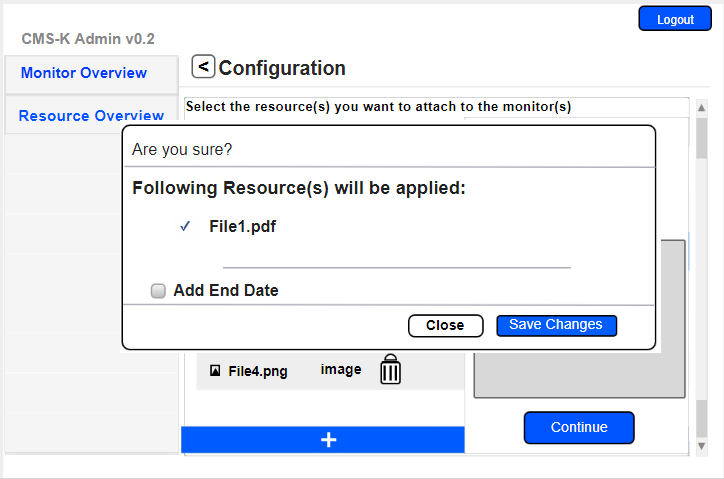 Logout
CMS-K Admin v0.2
Monitor Overview
< Configuration
Select the resource(s) you want to attach to the monitor(s)
Resource Overview
Are you sure?
Following Resource(s) will be applied:
✓ File1.pdf
Add End Date
Close Save Changes
File4.png image
Continue
+